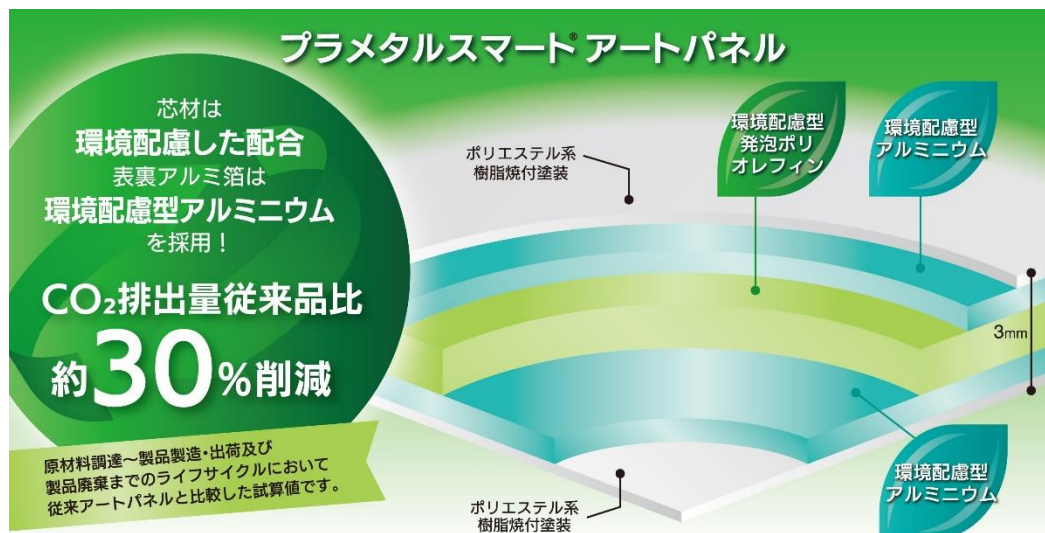 プラメタルスマート®アートパネル
芯材は
環境配慮した配合
表裏アルミ箔は
環境配慮型アルミニウム
を採用！
CO₂排出量従来品比
約30%削減
原材料調達～製品製造・出荷及び
製品廃棄までのライフサイクルにおいて
従来アートパネルと比較した試算値です。
ポリエステル系
樹脂焼付塗装
環境配慮型
発泡ポリ
オレフィン
環境配慮型
アルミニウム
3mm
環境配慮型
アルミニウム
ポリエステル系
樹脂焼付塗装